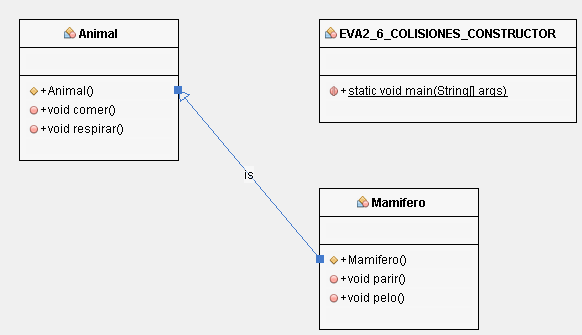 Animal
+Animal()
+void comer()
+void respirar()
EVA2_6_COLISIONES_CONSTRUCTOR
+ static void main(String[] args)
is
Mamifero
+Mamifero()
+void parir()
+void pelo()